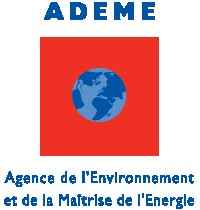 ADEME
Agence de l'Environnement
et de la Maîtrise de l'Energie